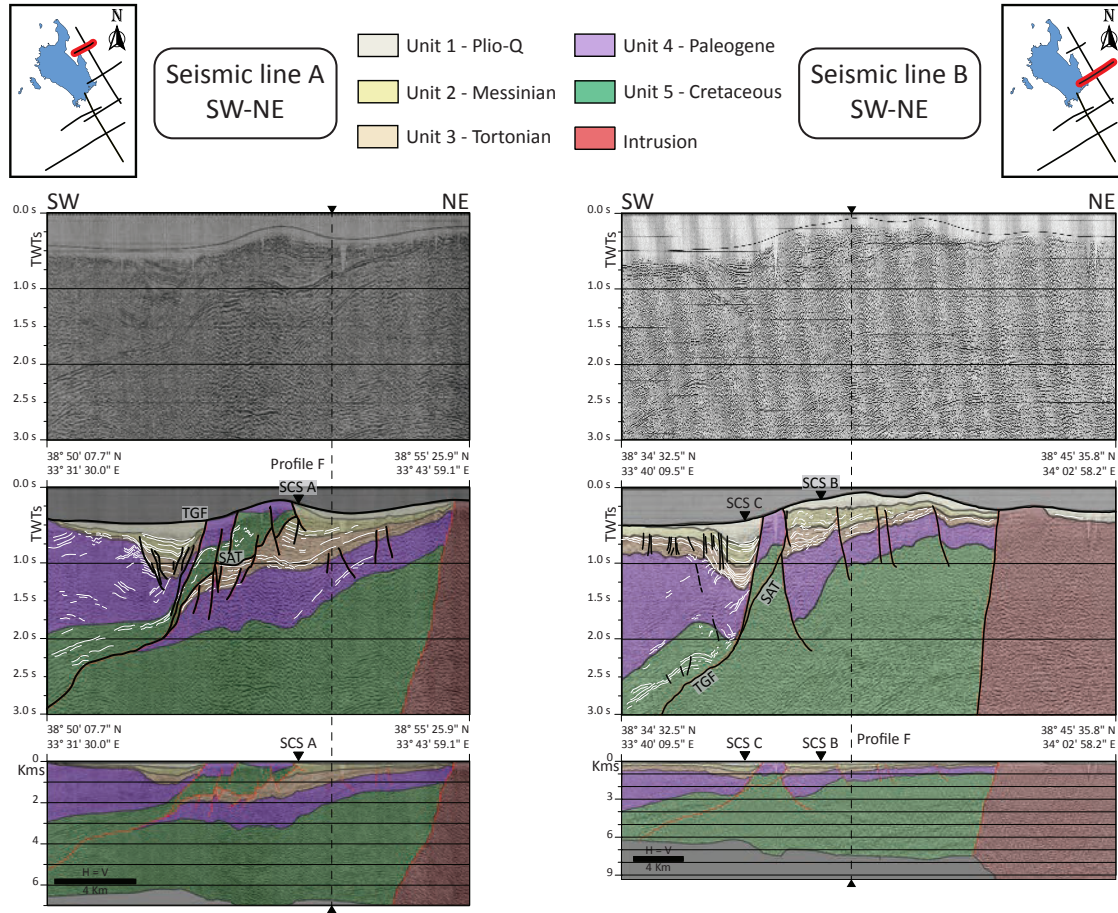 N
Seismic line A
SW-NE
Unit 1 - Plio-Q
Unit 2 - Messinian
Unit 3 - Tortonian
Unit 4 - Paleogene
Unit 5 - Cretaceous
Intrusion
Seismic line B
SW-NE
N
SW
NE
0.0 s
TWTs
1.0 s
1.5 s
2.0 s
2.5 s
3.0 s
38° 50' 07.7" N
33° 31' 30.0" E
38° 55' 25.9" N
33° 43' 59.1" E
Profile F
SCS A
0.0 s
TWTs
TGF
SAT
1.0 s
1.5 s
2.0 s
2.5 s
3.0 s
38° 50' 07.7" N
33° 31' 30.0" E
38° 55' 25.9" N
33° 43' 59.1" E
SCS A
0
Kms
2
4
6
H = V
4 Km
SW
NE
0.0 s
TWTs
1.0 s
1.5 s
2.0 s
2.5 s
3.0 s
38° 34' 32.5" N
33° 40' 09.5" E
38° 45' 35.8" N
34° 02' 58.2" E
SCS B
SCS C
0.0 s
TWTs
1.0 s
SAT
1.5 s
2.0 s
2.5 s
TGF
3.0 s
38° 34' 32.5" N
33° 40' 09.5" E
38° 45' 35.8" N
34° 02' 58.2" E
Profile F
SCS C
SCS B
0
Kms
1
3
5
6
7
9
H = V
4 Km